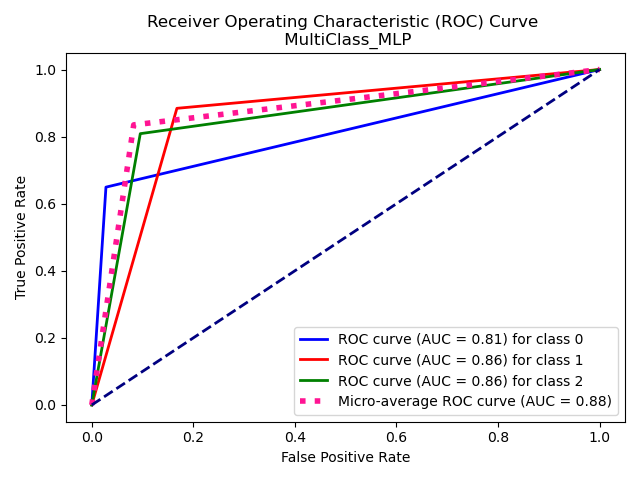 Receiver Operating Characteristic (ROC) Curve
MultiClass_MLP
True Positive Rate
1.0
0.8
0.6
0.4
0.2
0.0
ROC curve (AUC = 0.81) for class 0
ROC curve (AUC = 0.86) for class 1
ROC curve (AUC = 0.86) for class 2
Micro-average ROC curve (AUC = 0.88)
0.0 0.2 0.4 0.6 0.8 1.0
False Positive Rate